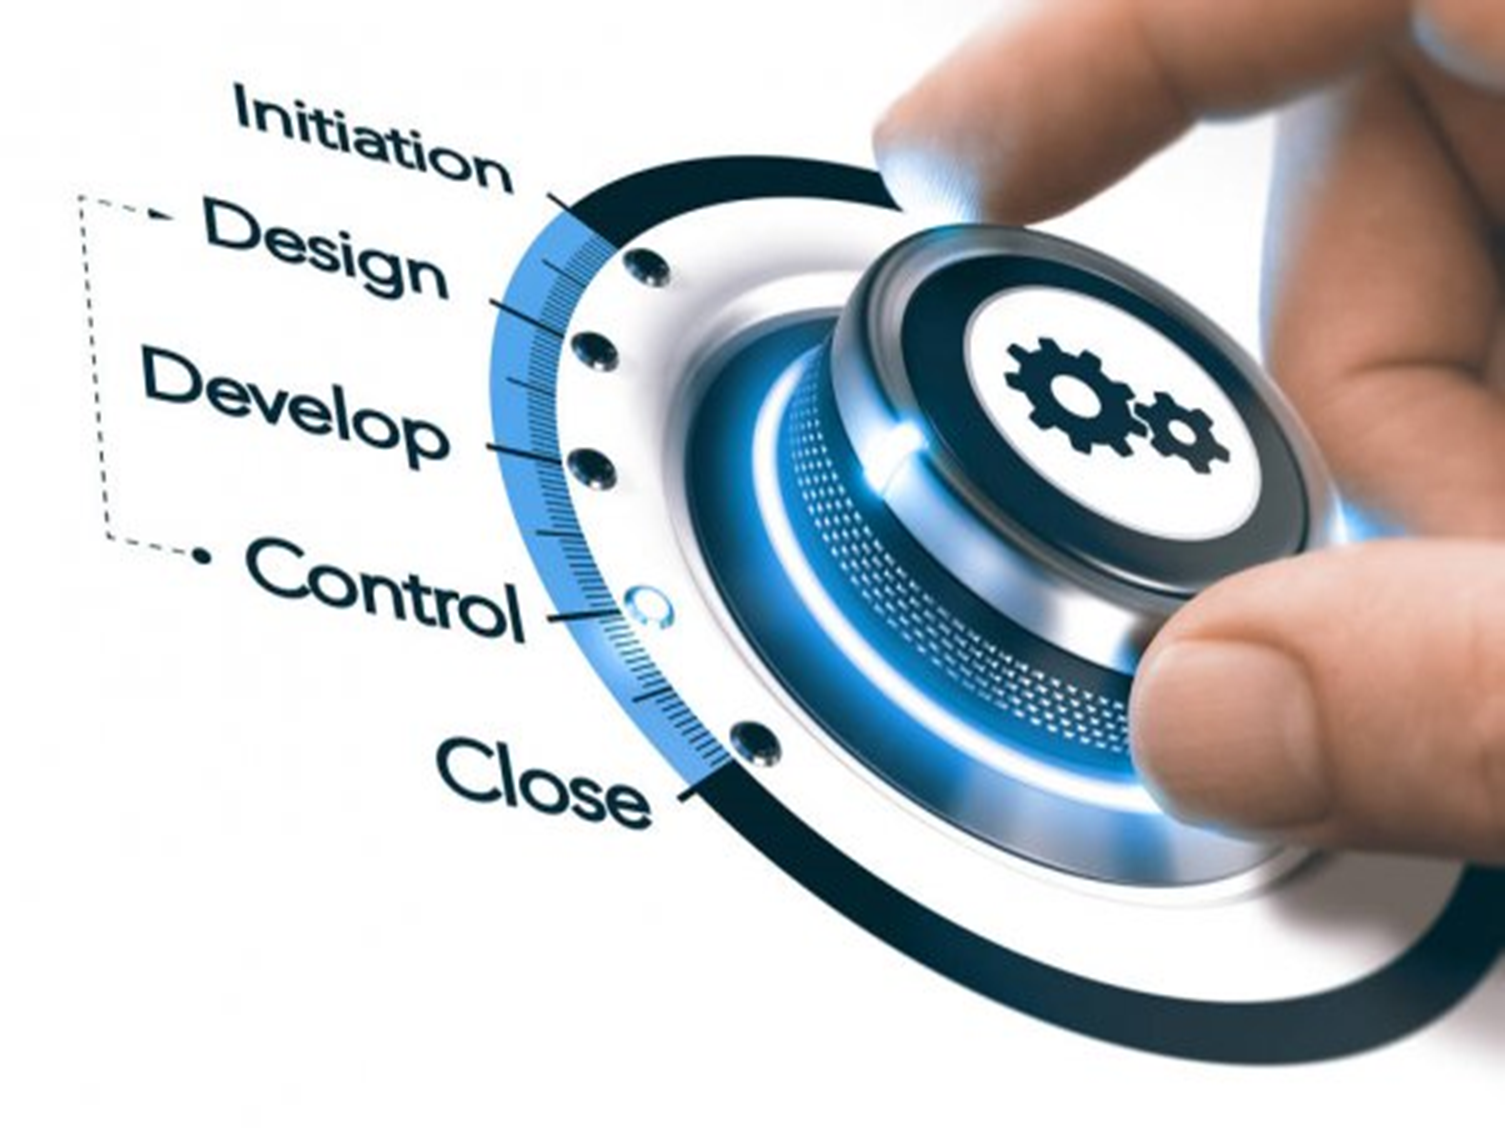 Initiation
Design
Develop
Control
Close